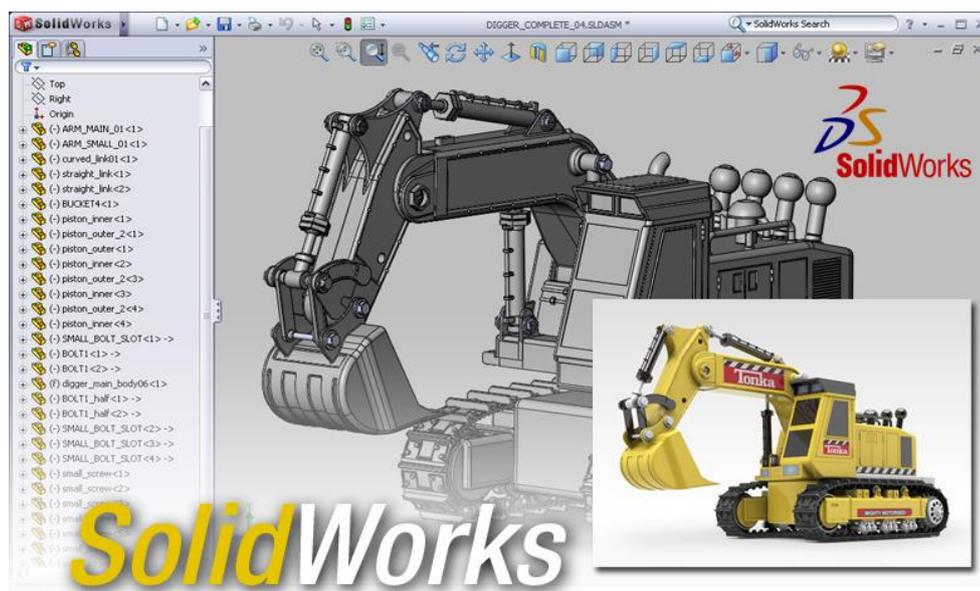 SolidWorks
DIGGER_COMPLETE_04.SLDASM *
SolidWorks Search
?
Top
Right
Origin
(-) ARM_MAIN_01<1>
(-) ARM_SMALL_01<1>
(-) curved_link01<1>
(-) straight_link<1>
(-) straight_link<2>
(-) BUCKET4<1>
(-) piston_inner<1>
(-) piston_outer_2<1>
(-) piston_outer<1>
(-) piston_inner<2>
(-) piston_outer_2<3>
(-) piston_inner<3>
(-) piston_outer_2<4>
(-) piston_inner<4>
(-) SMALL_BOLT_SLOT<1> ->
(-) BOLT1<1> ->
(-) BOLT1<2> ->
(f) digger_main_body06<1>
(-) BOLT1_half<1> ->
(-) BOLT1_half<2> ->
(-) SMALL_BOLT_SLOT<2> ->
(-) SMALL_BOLT_SLOT<3> ->
(-) SMALL_BOLT_SLOT<4> ->
(-) small_screw<1>
(-) small_screw<2>
SolidWorks
Tonka
Tonka
MIGHTY MOTORISED
SolidWorks